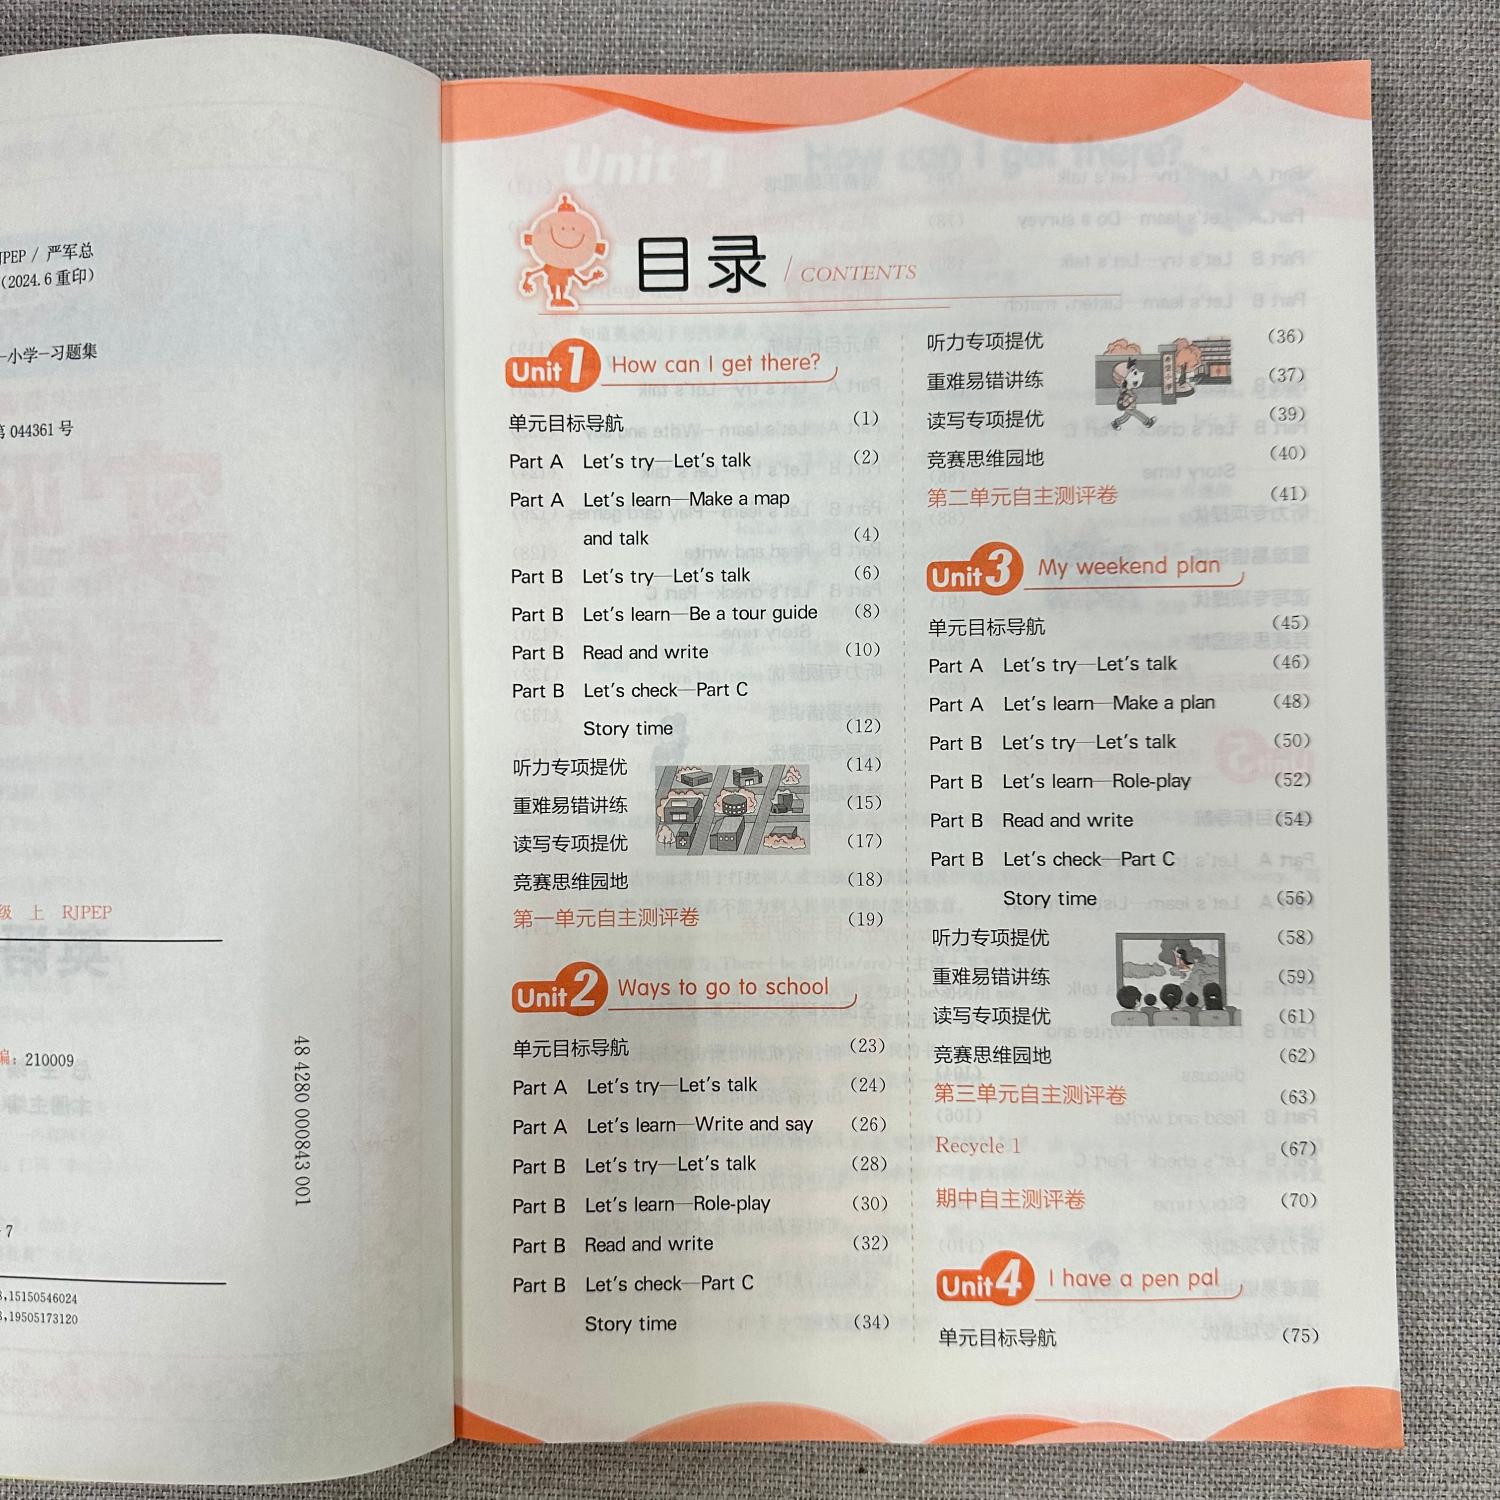 JPEP / 严军总
(2024.6重印)
-小学-习题集
第044361号
级 上 RJPEP
编: 210009
48 4280 000843 001
7
,15150546024
,19505173120
目录 / CONTENTS
Unit 1 How can I get there?
单元目标导航 (1)
Part A Let's try—Let's talk (2)
Part A Let's learn—Make a map
and talk (4)
Part B Let's try—Let's talk (6)
Part B Let's learn—Be a tour guide (8)
Part B Read and write (10)
Part B Let's check—Part C
Story time (12)
听力专项提优 (14)
重难易错讲练 (15)
读写专项提优 (17)
竞赛思维园地 (18)
第一单元自主测评卷 (19)
Unit 2 Ways to go to school
单元目标导航 (23)
Part A Let's try—Let's talk (24)
Part A Let's learn—Write and say (26)
Part B Let's try—Let's talk (28)
Part B Let's learn—Role-play (30)
Part B Read and write (32)
Part B Let's check—Part C
Story time (34)
听力专项提优 (36)
重难易错讲练 (37)
读写专项提优 (39)
竞赛思维园地 (40)
第二单元自主测评卷 (41)
Unit 3 My weekend plan
单元目标导航 (45)
Part A Let's try—Let's talk (46)
Part A Let's learn—Make a plan (48)
Part B Let's try—Let's talk (50)
Part B Let's learn—Role-play (52)
Part B Read and write (54)
Part B Let's check—Part C
Story time (56)
听力专项提优 (58)
重难易错讲练 (59)
读写专项提优 (61)
竞赛思维园地 (62)
第三单元自主测评卷 (63)
Recycle 1 (67)
期中自主测评卷 (70)
Unit 4 I have a pen pal
单元目标导航 (75)